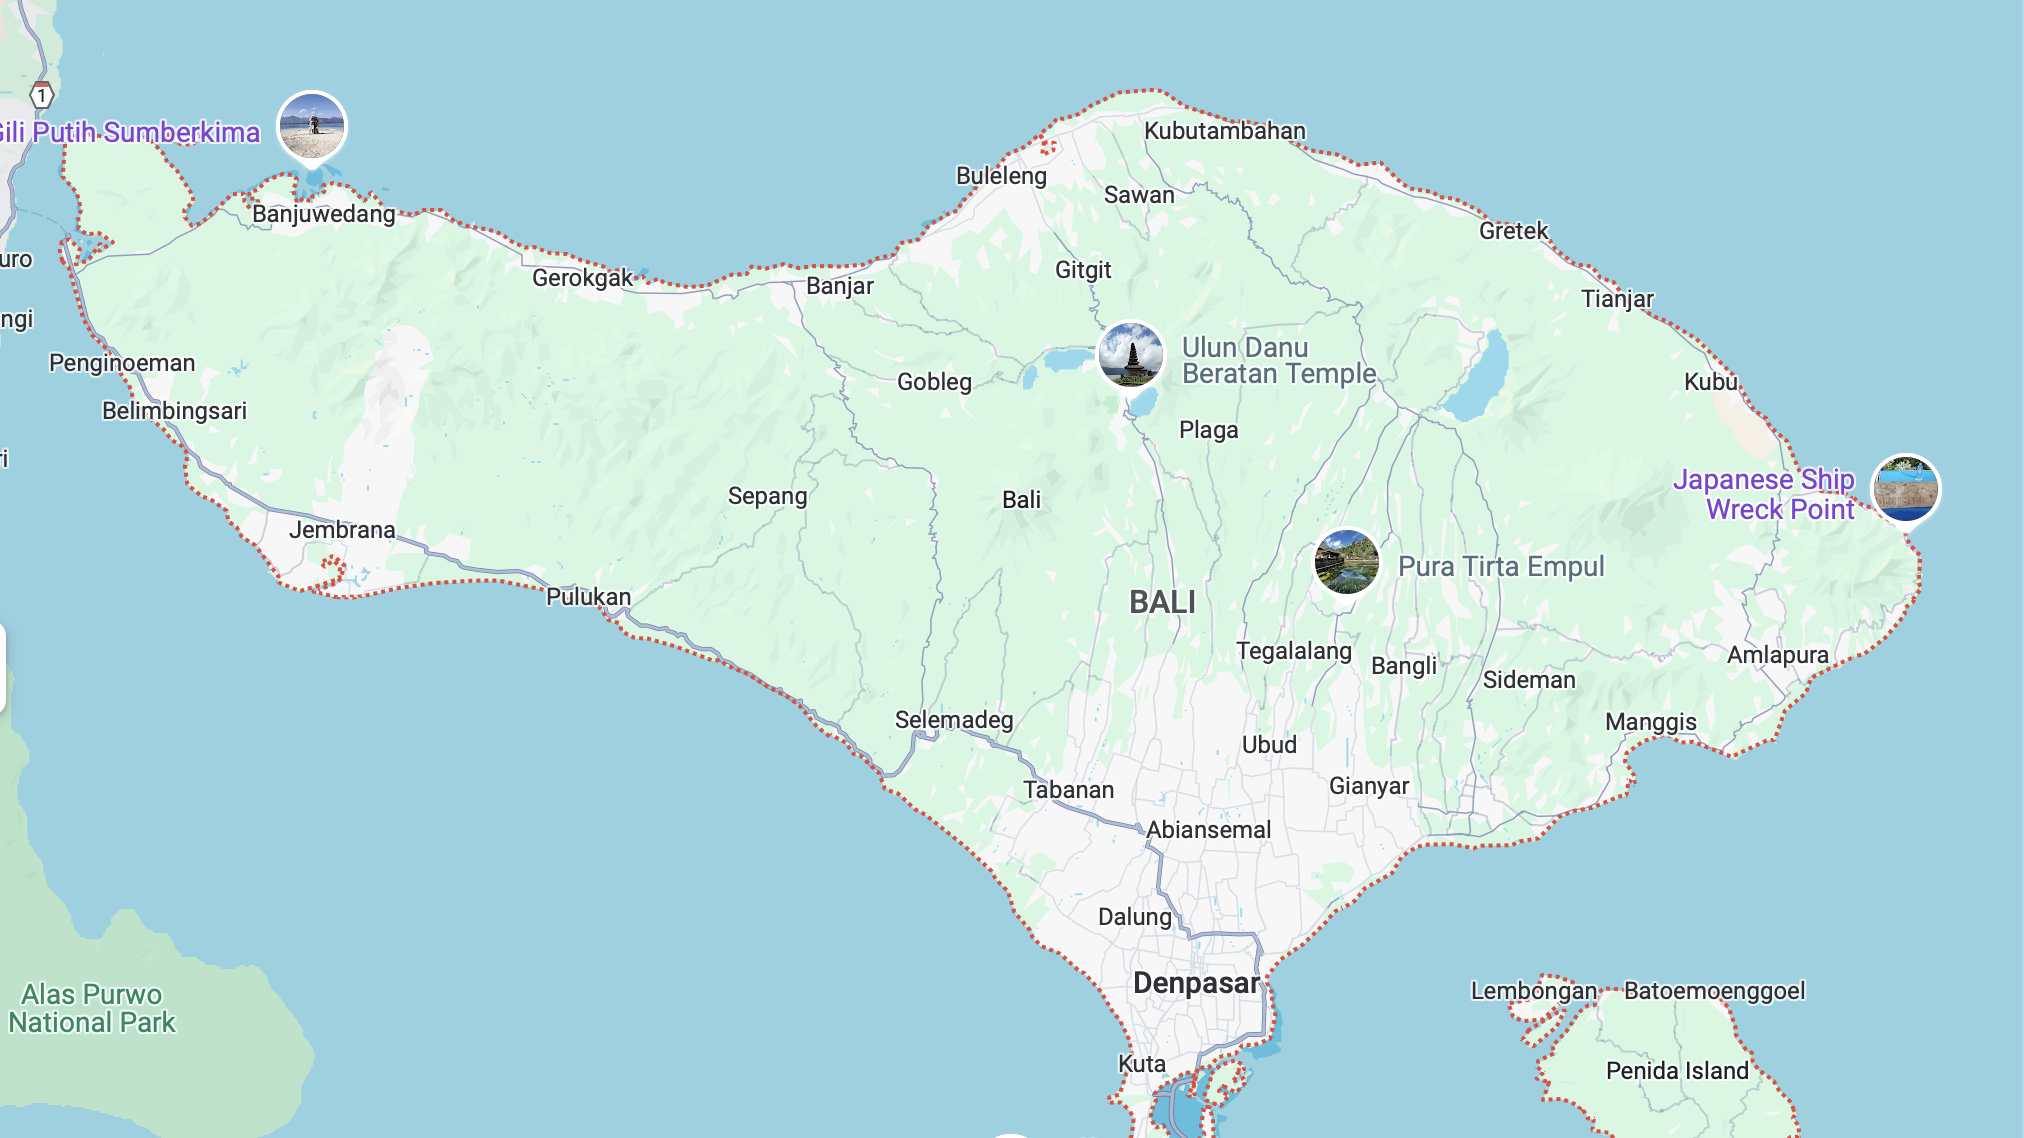 1
Gili Putih Sumberkima
Banjuwedang
Kubutambahan
Buleleng
Sawan
Gretek
uro
Gerokgak
Banjar
Gitgit
Tianjar
ngi
Penginoeman
Ulun Danu
Beratan Temple
Gobleg
Kubu
Belimbingsari
Plaga
ri
Sepang
Bali
Japanese Ship
Wreck Point
Jembrana
Pura Tirta Empul
Pulukan
BALI
Tegalalang
Bangli
Sideman
Amlapura
Selemadeg
Manggis
Ubud
Tabanan
Gianyar
Abiansemal
Dalung
Denpasar
Alas Purwo
National Park
Lembongan
Batoemoenggoel
Kuta
Penida Island